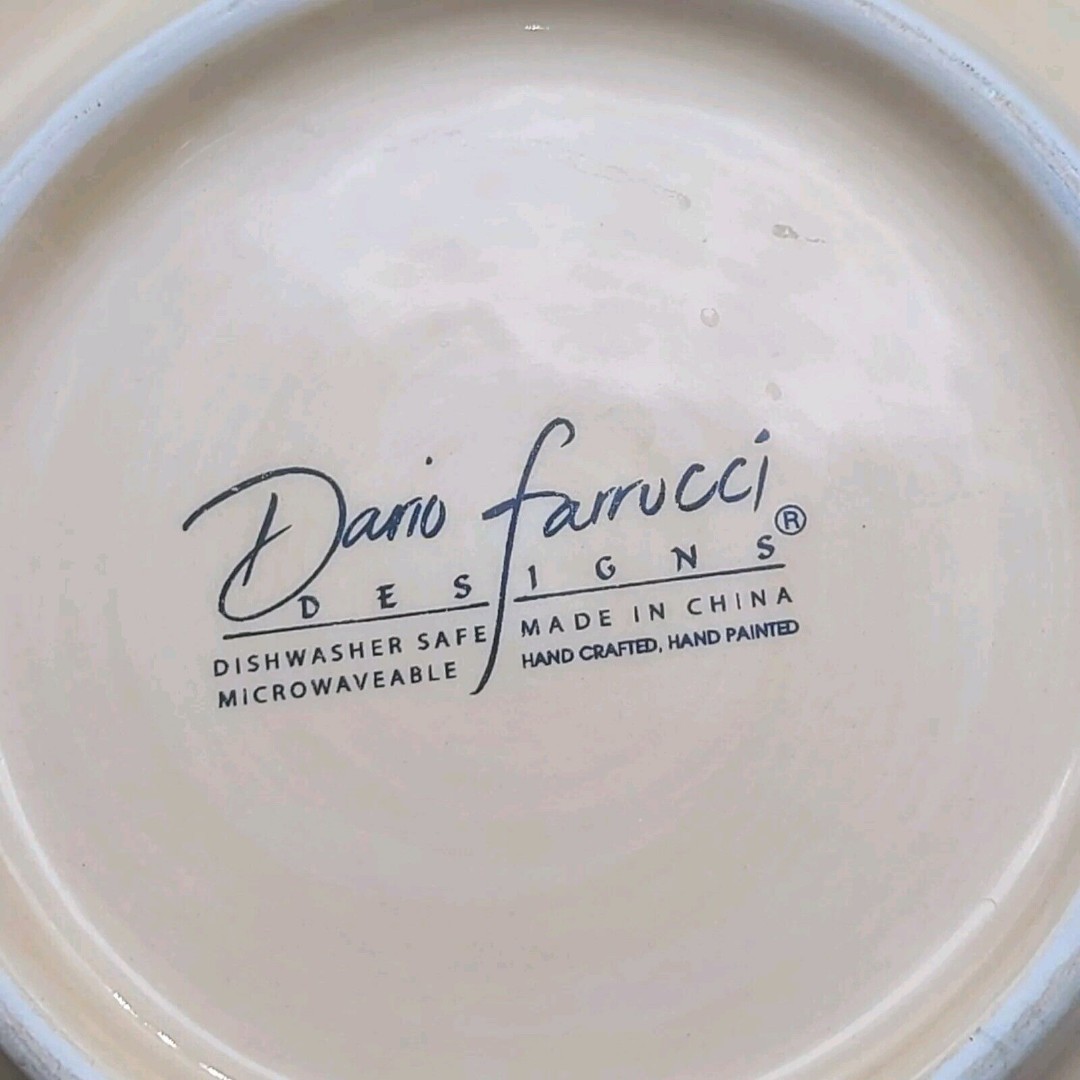 Dario farrucci
DESIGNS®
DISHWASHER SAFE
MiCROWAVEABLE
MADE IN CHINA
HAND CRAFTED, HAND PAINTED